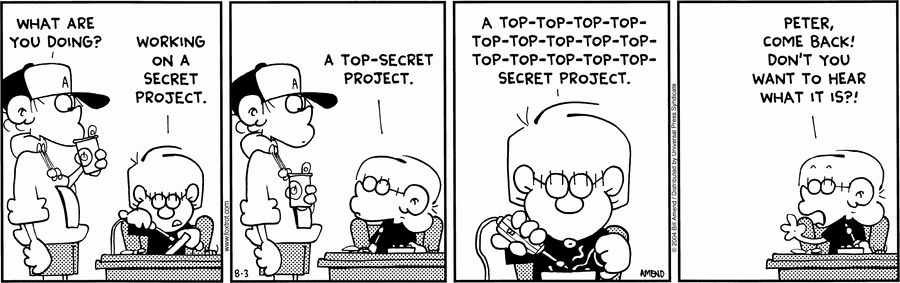 WHAT ARE
YOU DOING?
WORKING
ON A
SECRET
PROJECT.
A
A TOP-SECRET
PROJECT.
A
www.foxtrot.com
8-3
A TOP-TOP-TOP-TOP-
TOP-TOP-TOP-TOP-TOP-
TOP-TOP-TOP-TOP-TOP-
SECRET PROJECT.
AMEND
© 2004 Bill Amend / Distributed by Universal Press Syndicate
PETER,
COME BACK!
DON'T YOU
WANT TO HEAR
WHAT IT IS?!